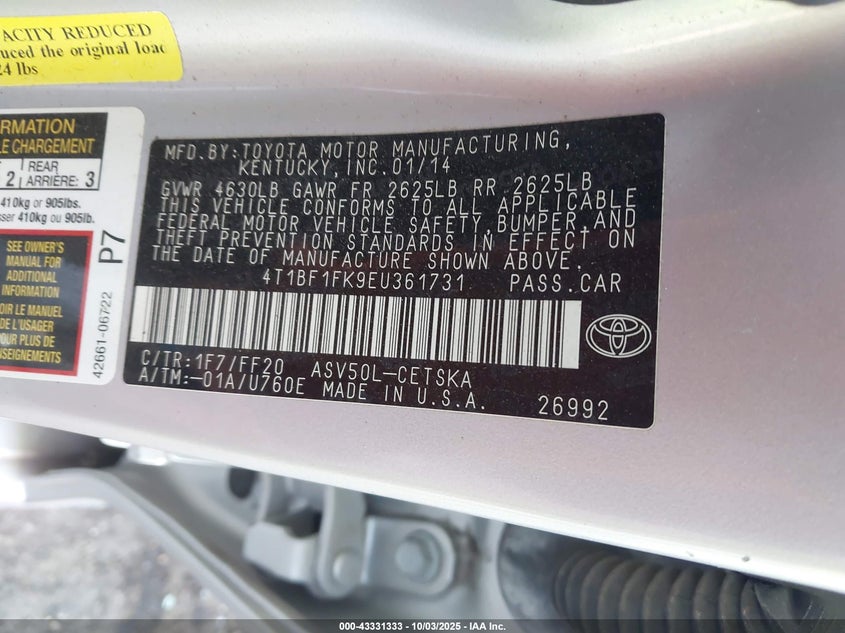 ACITY REDUCED
uced the original load
24 lbs
RMATION
LE CHARGEMENT
2 REAR ARRIÈRE: 3
410kg or 905lbs.
sser 410kg ou 905lb.
SEE OWNER'S
MANUAL FOR
ADDITIONAL
INFORMATION
OIR LE MANUEL
DE L'USAGER
POUR PLUS DE
ENSEIGNEMENTS
P7
42661-06722
MFD. BY: TOYOTA MOTOR MANUFACTURING,
KENTUCKY, INC. 01/14
GVWR 4630LB GAWR FR 2625LB RR 2625LB
THIS VEHICLE CONFORMS TO ALL APPLICABLE
FEDERAL MOTOR VEHICLE SAFETY, BUMPER, AND
THEFT PREVENTION STANDARDS IN EFFECT ON
THE DATE OF MANUFACTURE SHOWN ABOVE.
4T1BF1FK9EU361731 PASS.CAR
C/TR: 1F7/FF20 ASV50L-CETSKA
A/TM: -01A/U760E MADE IN U.S.A. 26992
000-43331333 - 10/03/2025 - IAA Inc.